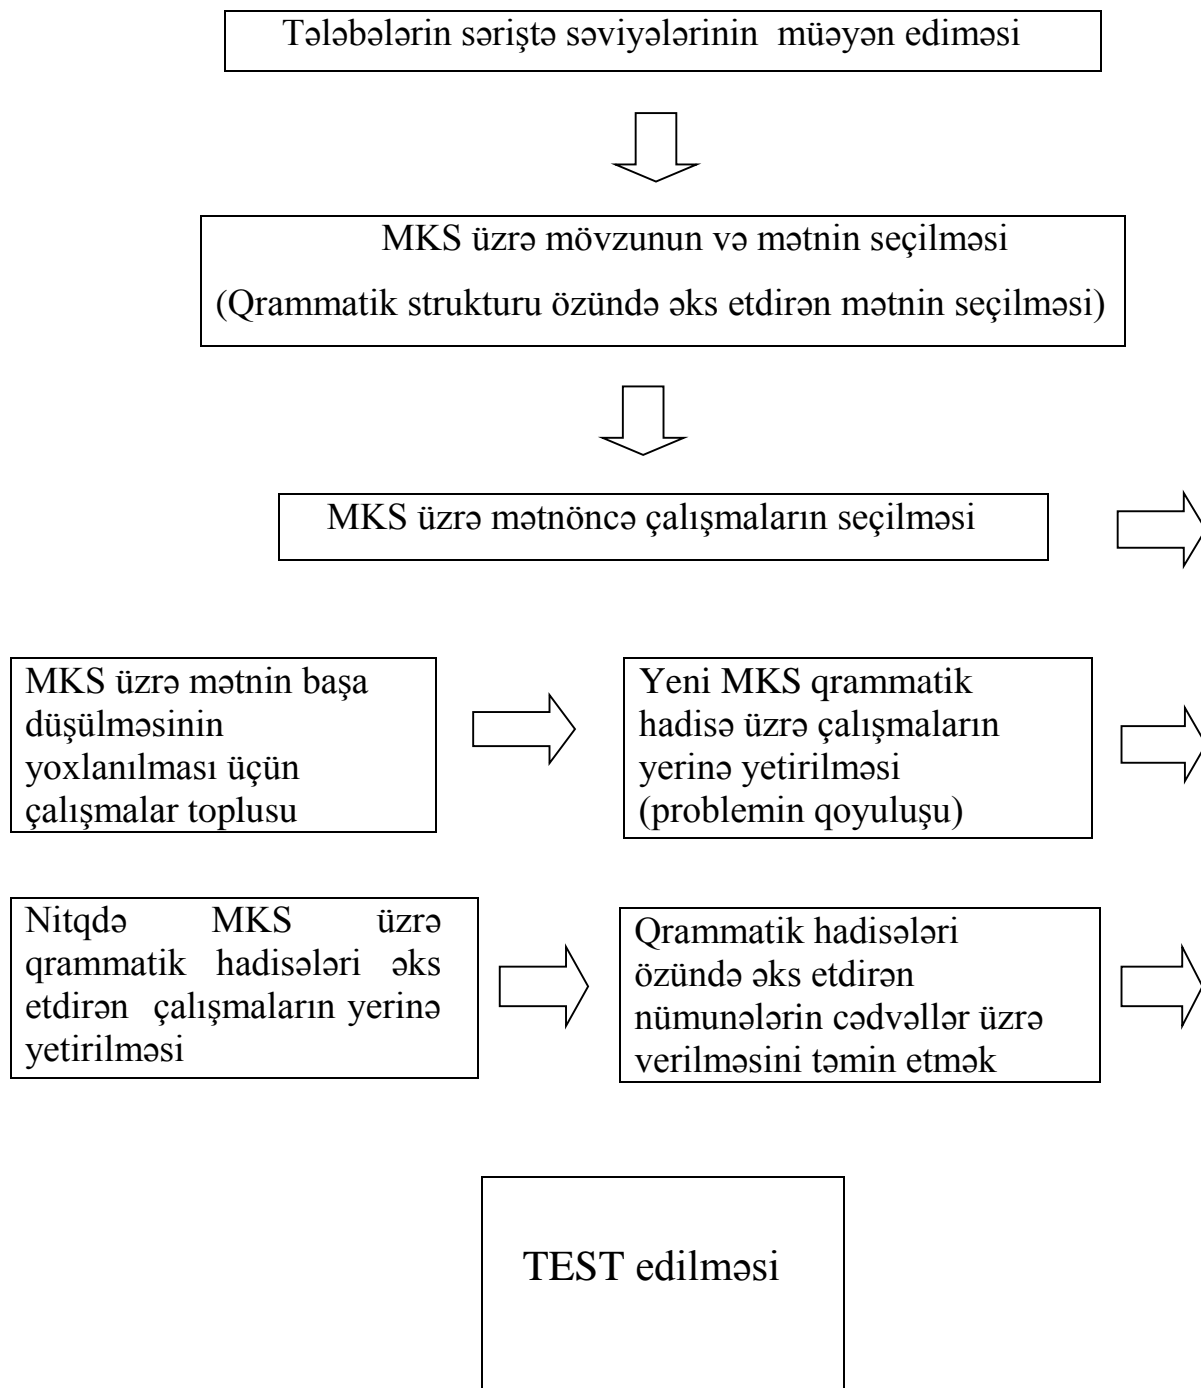 Tələbələrin səriştə səviyələrinin müəyən ediməsi
MKS üzrə mövzunun və mətnin seçilməsi
(Qrammatik strukturu özündə əks etdirən mətnin seçilməsi)
MKS üzrə mətnöncə çalışmaların seçilməsi
MKS üzrə mətnin başa
düşülməsinin
yoxlanılması üçün
çalışmalar toplusu
Yeni MKS qrammatik
hadisə üzrə çalışmaların
yerinə yetirilməsi
(problemin qoyuluşu)
Nitqdə MKS üzrə
qrammatik hadisələri əks
etdirən çalışmaların yerinə
yetirilməsi
Qrammatik hadisələri
özündə əks etdirən
nümunələrin cədvəllər üzrə
verilməsini təmin etmək
TEST edilməsi